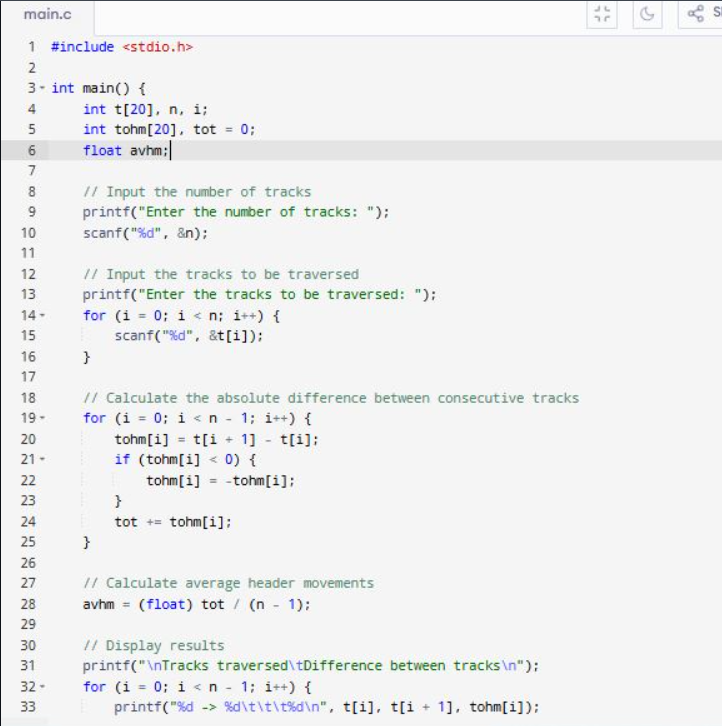 main.c
S
1 #include <stdio.h>
2
3 int main() {
4 int t[20], n, i;
5 int tohm[20], tot = 0;
6 float avhm;
7
8 // Input the number of tracks
9 printf("Enter the number of tracks: ");
10 scanf("%d", &n);
11
12 // Input the tracks to be traversed
13 printf("Enter the tracks to be traversed: ");
14 for (i = 0; i < n; i++) {
15 scanf("%d", &t[i]);
16 }
17
18 // Calculate the absolute difference between consecutive tracks
19 for (i = 0; i < n - 1; i++) {
20 tohm[i] = t[i + 1] - t[i];
21 if (tohm[i] < 0) {
22 tohm[i] = -tohm[i];
23 }
24 tot += tohm[i];
25 }
26
27 // Calculate average header movements
28 avhm = (float) tot / (n - 1);
29
30 // Display results
31 printf("\nTracks traversed\tDifference between tracks\n");
32 for (i = 0; i < n - 1; i++) {
33 printf("%d -> %d\t\t\t%d\n", t[i], t[i + 1], tohm[i]);